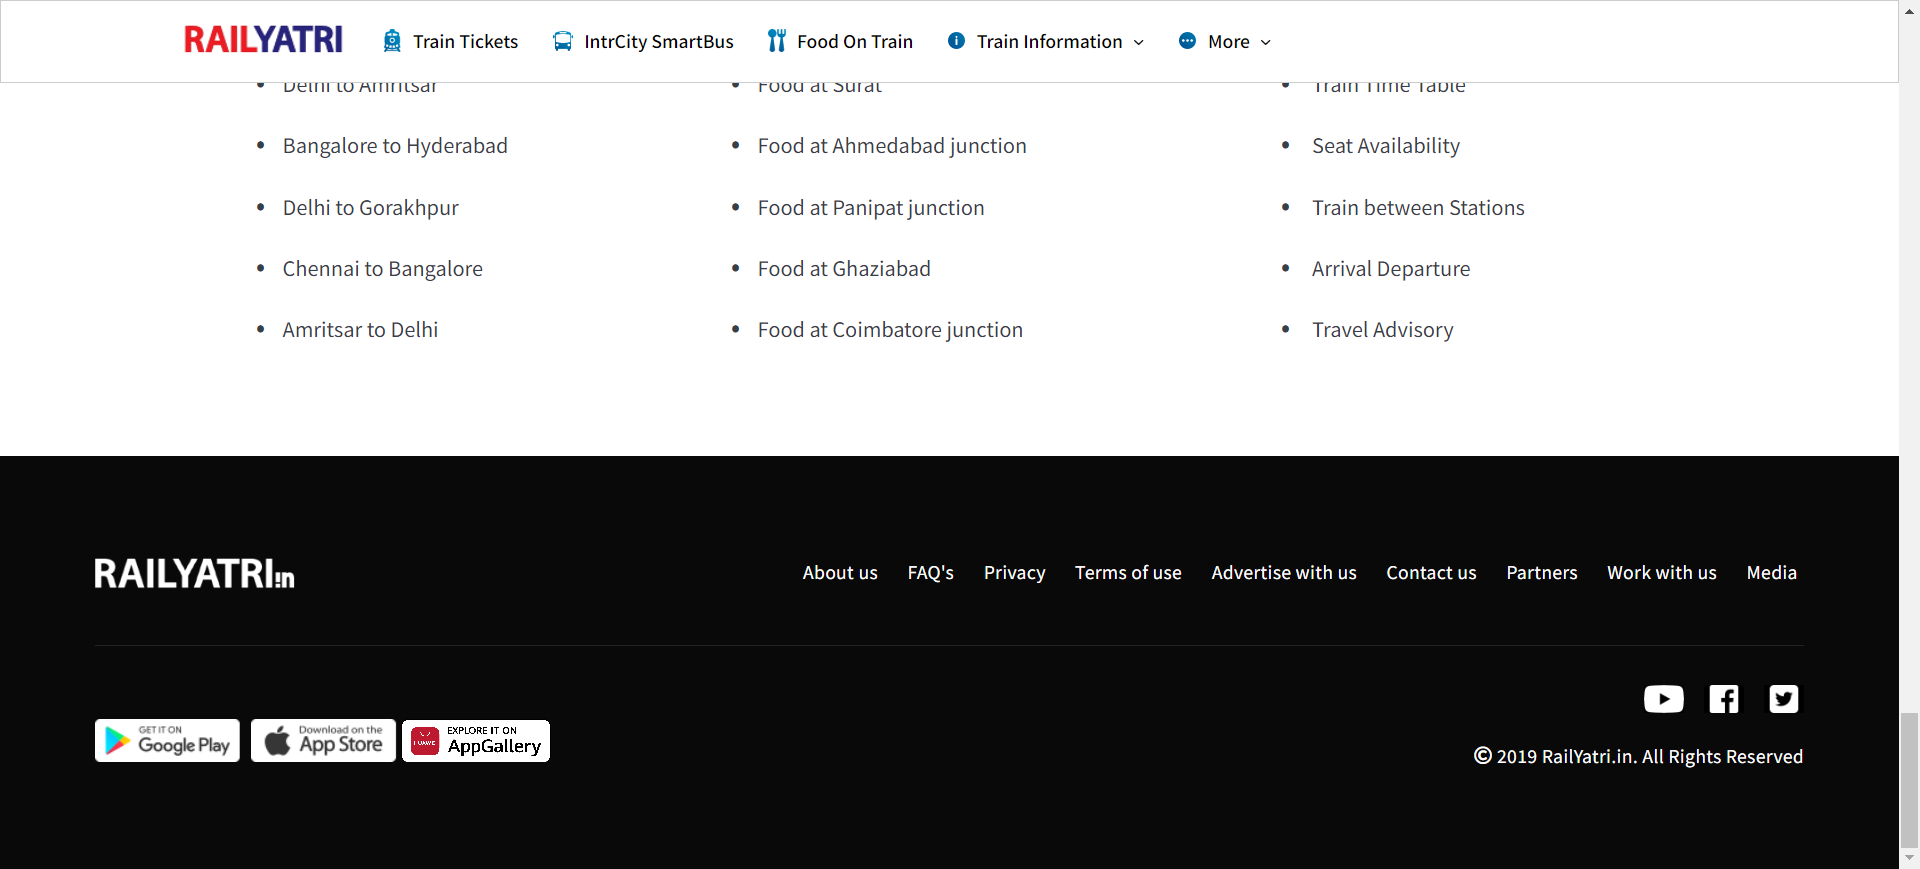 RAILYATRI Train Tickets IntrCity SmartBus Food On Train Train Information More
Delhi to Amritsar
Bangalore to Hyderabad
Delhi to Gorakhpur
Chennai to Bangalore
Amritsar to Delhi
Food at Surat
Food at Ahmedabad junction
Food at Panipat junction
Food at Ghaziabad
Food at Coimbatore junction
Train Time Table
Seat Availability
Train between Stations
Arrival Departure
Travel Advisory
RAILYATRI.in
About us FAQ's Privacy Terms of use Advertise with us Contact us Partners Work with us Media
GET IT ON
Google Play
Download on the
App Store
HUAWEI
EXPLORE IT ON
AppGallery
© 2019 RailYatri.in. All Rights Reserved